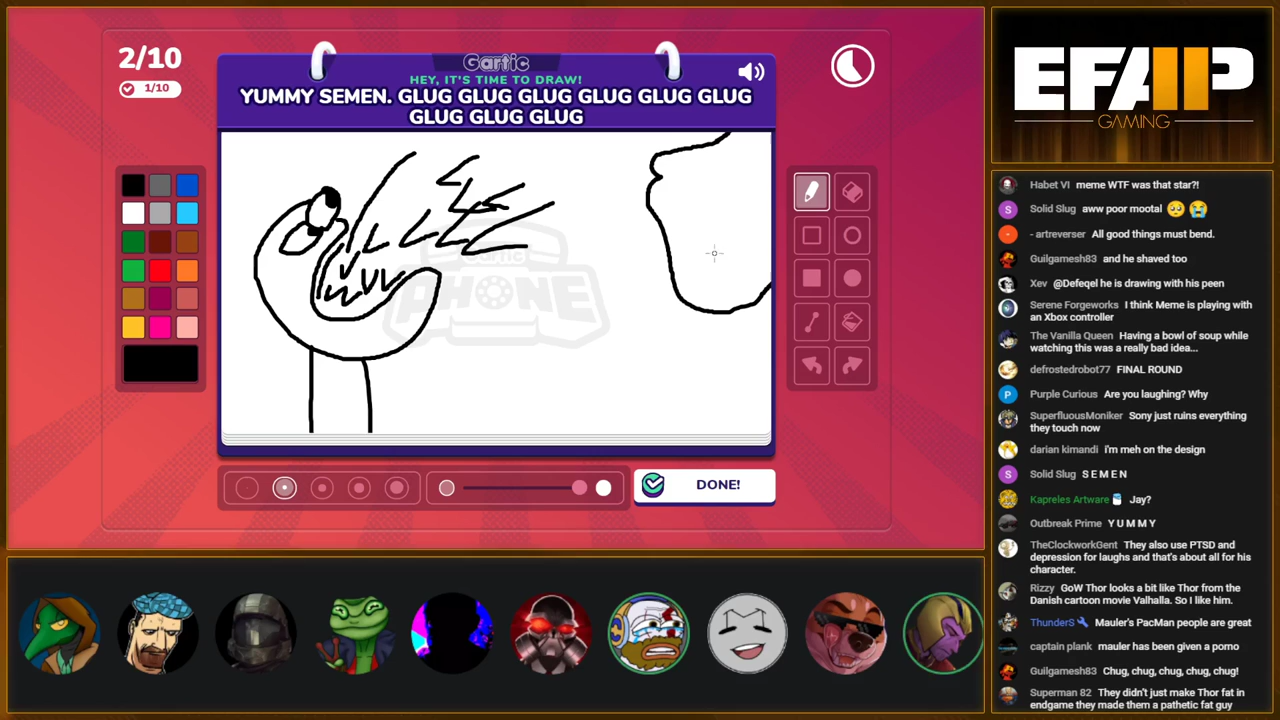 2/10
1/10
Gartic
HEY, IT'S TIME TO DRAW!
YUMMY SEMEN. GLUG GLUG GLUG GLUG GLUG GLUG
GLUG GLUG GLUG
Gartic
PHONE
DONE!
EFAP
GAMING
Habet VI meme WTF was that star?!
Solid Slug aww poor mootal 🥺 😭
- artreverser All good things must bend.
Guilgamesh83 and he shaved too
Xev @Defeqel he is drawing with his peen
Serene Forgeworks I think Meme is playing with
an Xbox controller
The Vanilla Queen Having a bowl of soup while
watching this was a really bad idea...
defrostedrobot77 FINAL ROUND
Purple Curious Are you laughing? Why
SuperfluousMoniker Sony just ruins everything
they touch now
darian kimandi i'm meh on the design
Solid Slug S E M E N
Kapreles Artware Jay?
Outbreak Prime Y U M M Y
TheClockworkGent They also use PTSD and
depression for laughs and that's about all for his
character.
Rizzy GoW Thor looks a bit like Thor from the
Danish cartoon movie Valhalla. So I like him.
ThunderS Mauler's PacMan people are great
captain plank mauler has been given a porno
Guilgamesh83 Chug, chug, chug, chug, chug!
Superman 82 They didn't just make Thor fat in
endgame they made them a pathetic fat guy